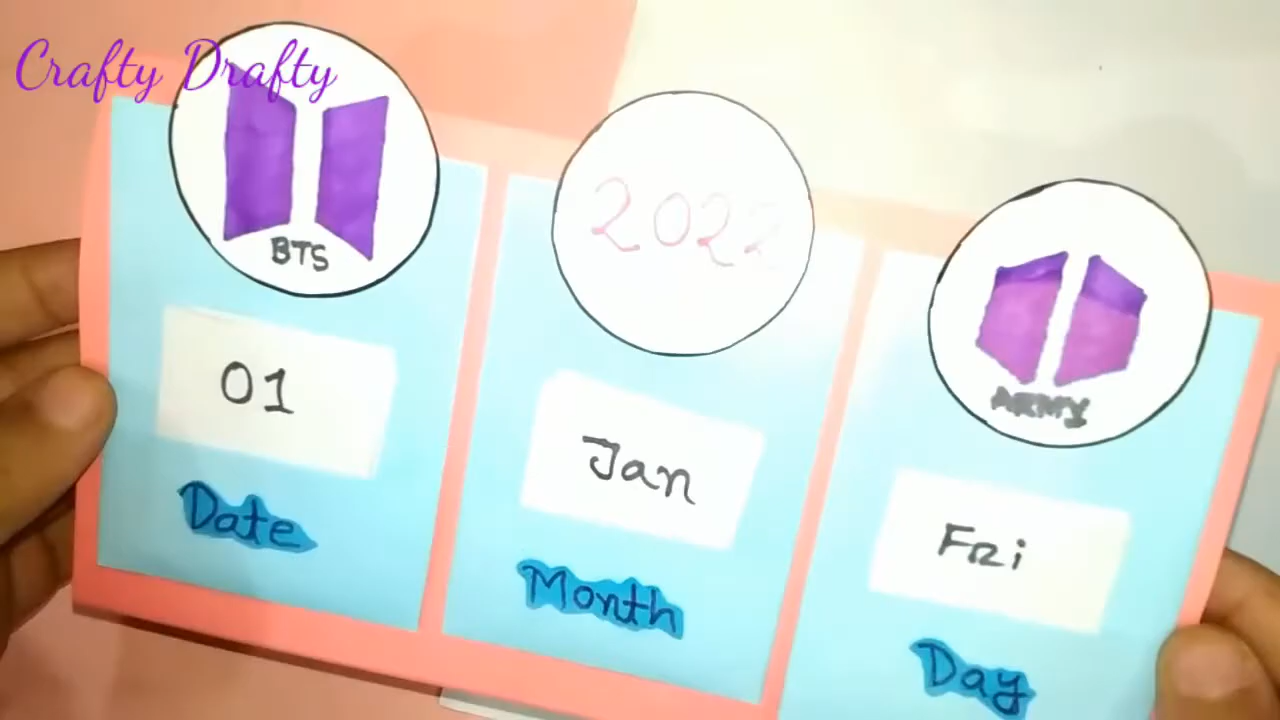 Crafty Drafty
BTS
01
Date
2022
Jan
Month
ARMY
Fri
Day